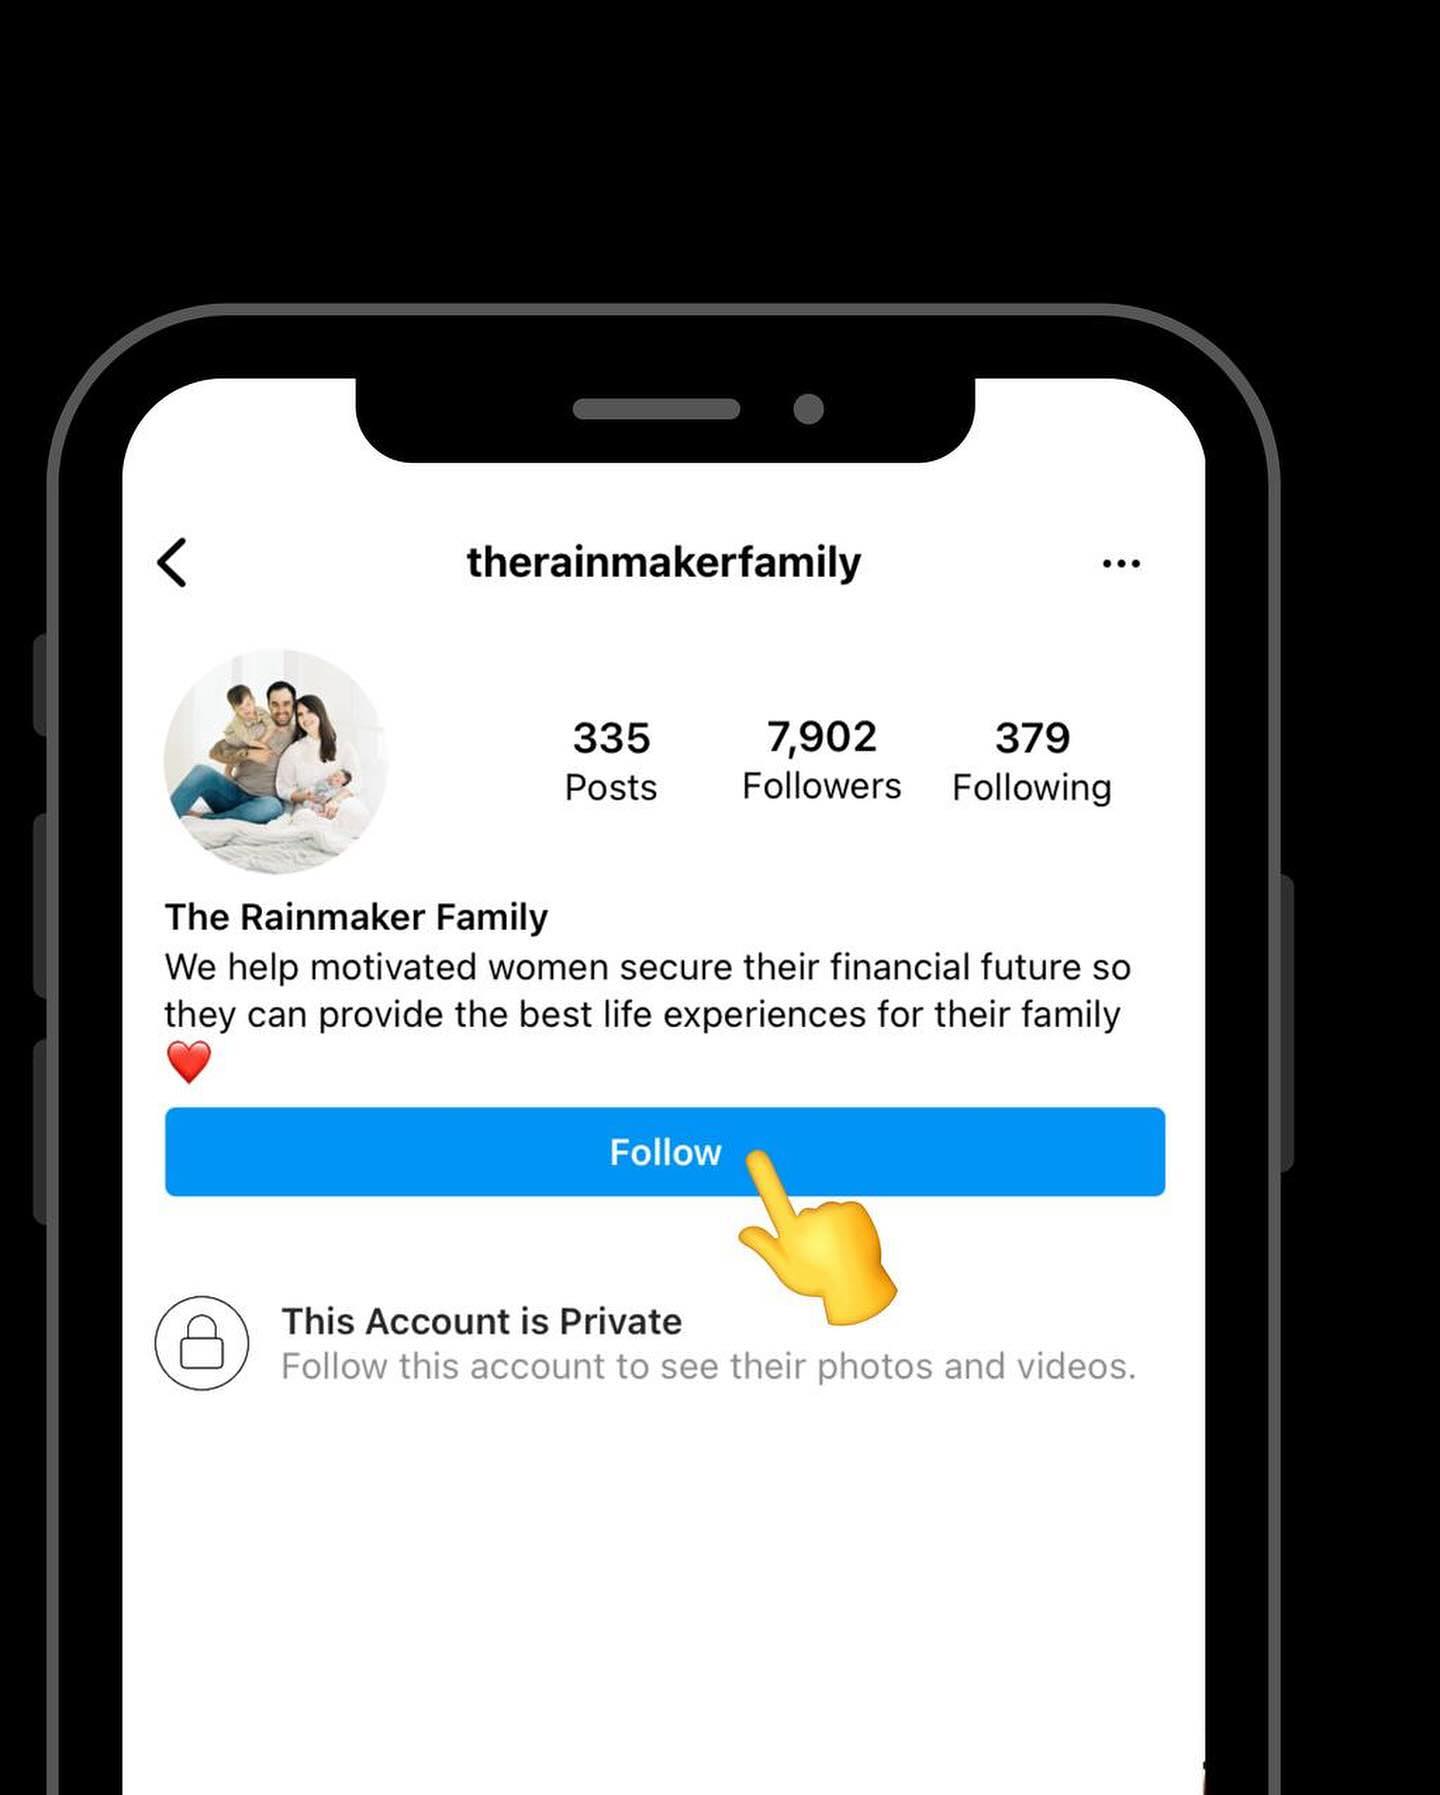 therainmakerfamily
335 7,902 379
Posts Followers Following
The Rainmaker Family
We help motivated women secure their financial future so
they can provide the best life experiences for their family
❤️
Follow
This Account is Private
Follow this account to see their photos and videos.